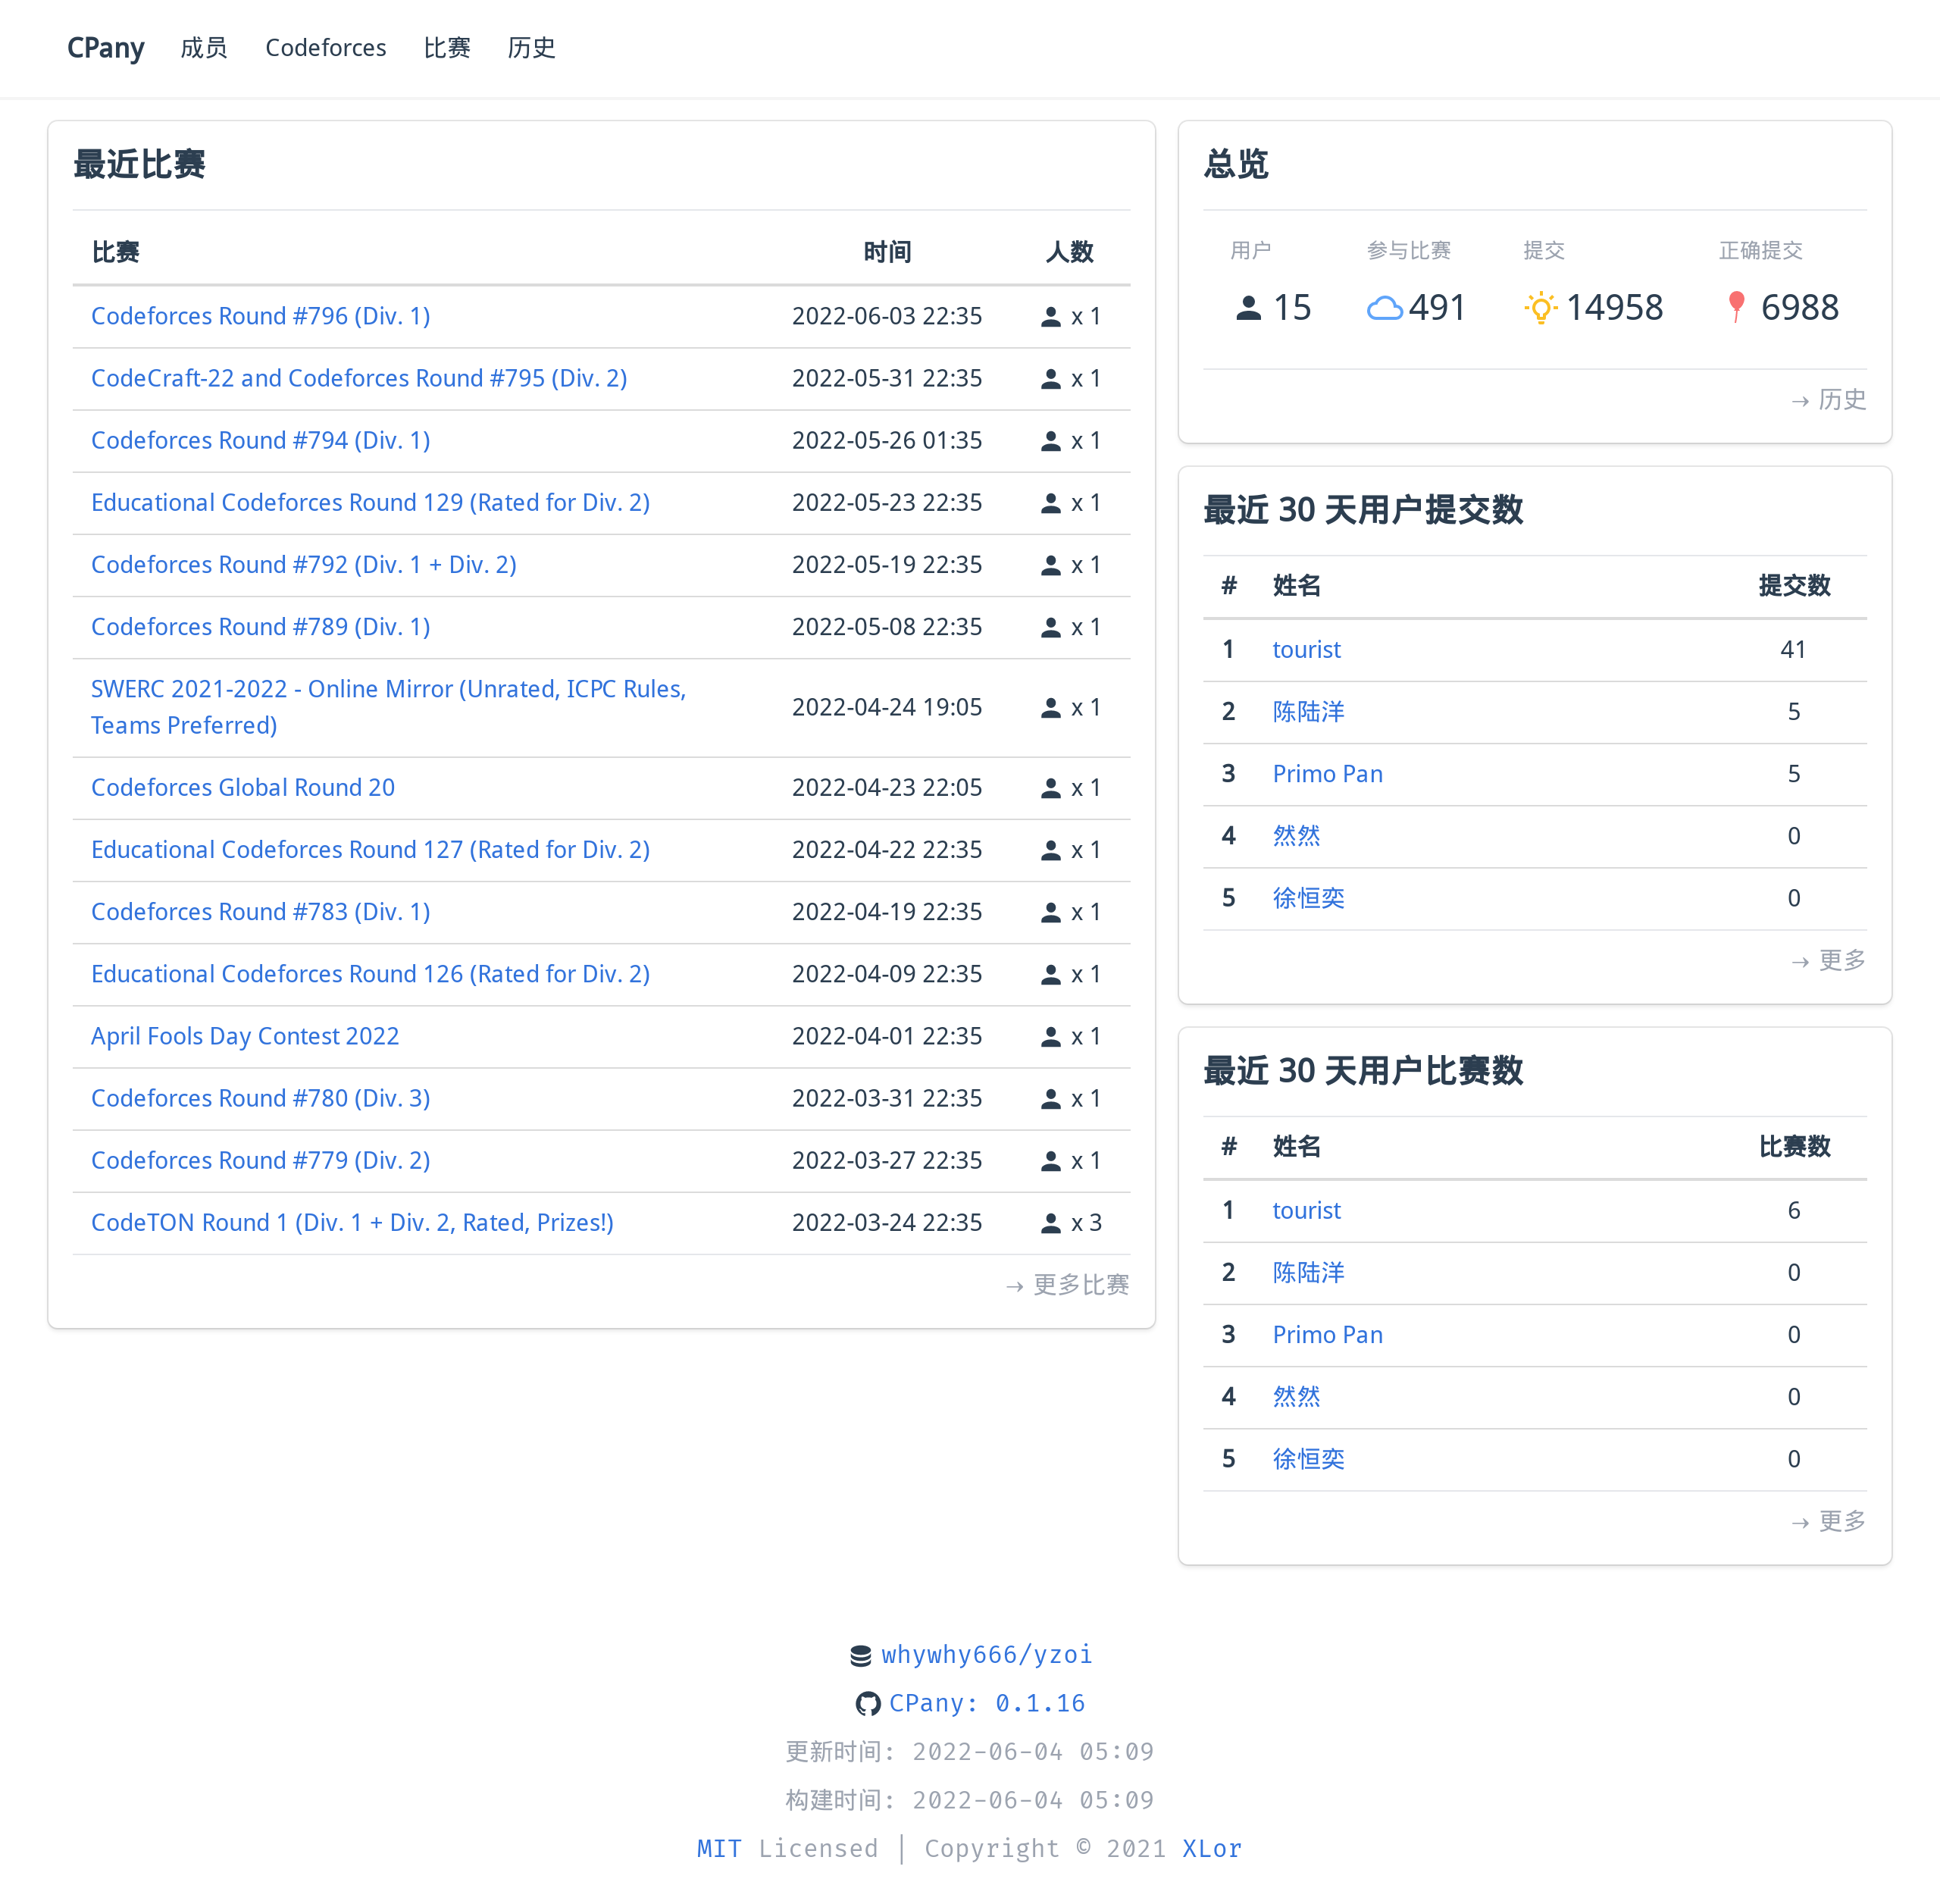 CPany 成员 Codeforces 比赛 历史
最近比赛
比赛 时间 人数
Codeforces Round #796 (Div. 1) 2022-06-03 22:35 x 1
CodeCraft-22 and Codeforces Round #795 (Div. 2) 2022-05-31 22:35 x 1
Codeforces Round #794 (Div. 1) 2022-05-26 01:35 x 1
Educational Codeforces Round 129 (Rated for Div. 2) 2022-05-23 22:35 x 1
Codeforces Round #792 (Div. 1 + Div. 2) 2022-05-19 22:35 x 1
Codeforces Round #789 (Div. 1) 2022-05-08 22:35 x 1
SWERC 2021-2022 - Online Mirror (Unrated, ICPC Rules,
Teams Preferred) 2022-04-24 19:05 x 1
Codeforces Global Round 20 2022-04-23 22:05 x 1
Educational Codeforces Round 127 (Rated for Div. 2) 2022-04-22 22:35 x 1
Codeforces Round #783 (Div. 1) 2022-04-19 22:35 x 1
Educational Codeforces Round 126 (Rated for Div. 2) 2022-04-09 22:35 x 1
April Fools Day Contest 2022 2022-04-01 22:35 x 1
Codeforces Round #780 (Div. 3) 2022-03-31 22:35 x 1
Codeforces Round #779 (Div. 2) 2022-03-27 22:35 x 1
CodeTON Round 1 (Div. 1 + Div. 2, Rated, Prizes!) 2022-03-24 22:35 x 3
→ 更多比赛
总览
用户 参与比赛 提交 正确提交
15 491 14958 6988
→ 历史
最近 30 天用户提交数
# 姓名 提交数
1 tourist 41
2 陈陆洋 5
3 Primo Pan 5
4 然然 0
5 徐恒奕 0
→ 更多
最近 30 天用户比赛数
# 姓名 比赛数
1 tourist 6
2 陈陆洋 0
3 Primo Pan 0
4 然然 0
5 徐恒奕 0
→ 更多
whywhy666/yzoi
CPany: 0.1.16
更新时间: 2022-06-04 05:09
构建时间: 2022-06-04 05:09
MIT Licensed | Copyright © 2021 XLor